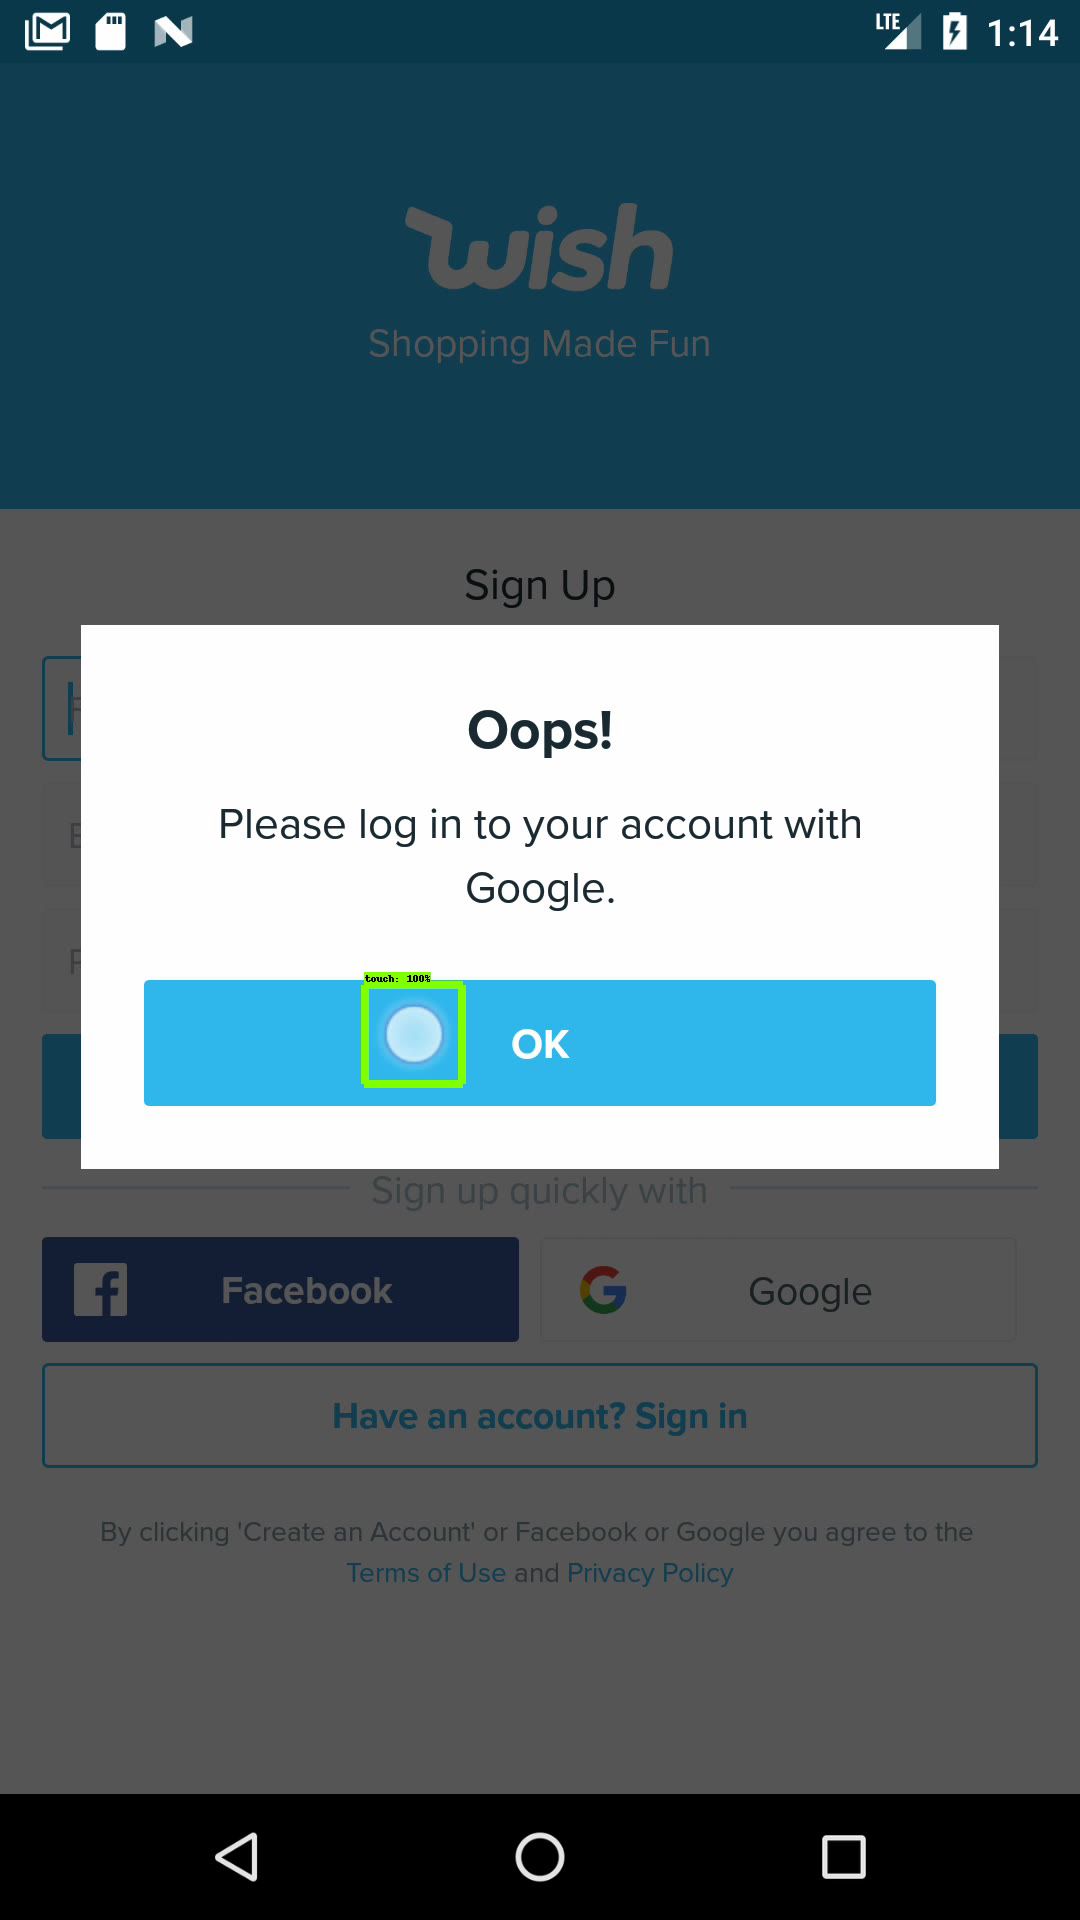 LTE 1:14
wish
Shopping Made Fun
Sign Up
Oops!
Please log in to your account with
Google.
touch: 100%
OK
Sign up quickly with
Facebook
Google
Have an account? Sign in
By clicking 'Create an Account' or Facebook or Google you agree to the
Terms of Use and Privacy Policy